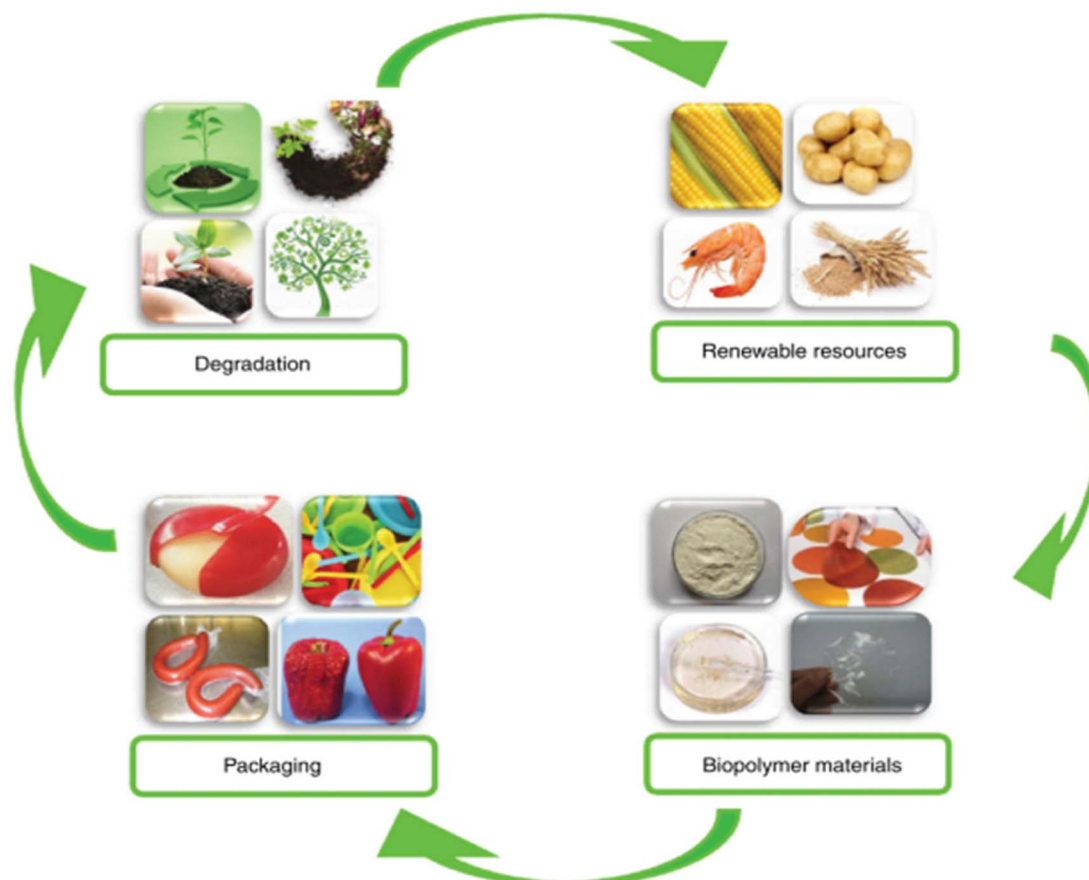 Degradation
Renewable resources
Packaging
Biopolymer materials